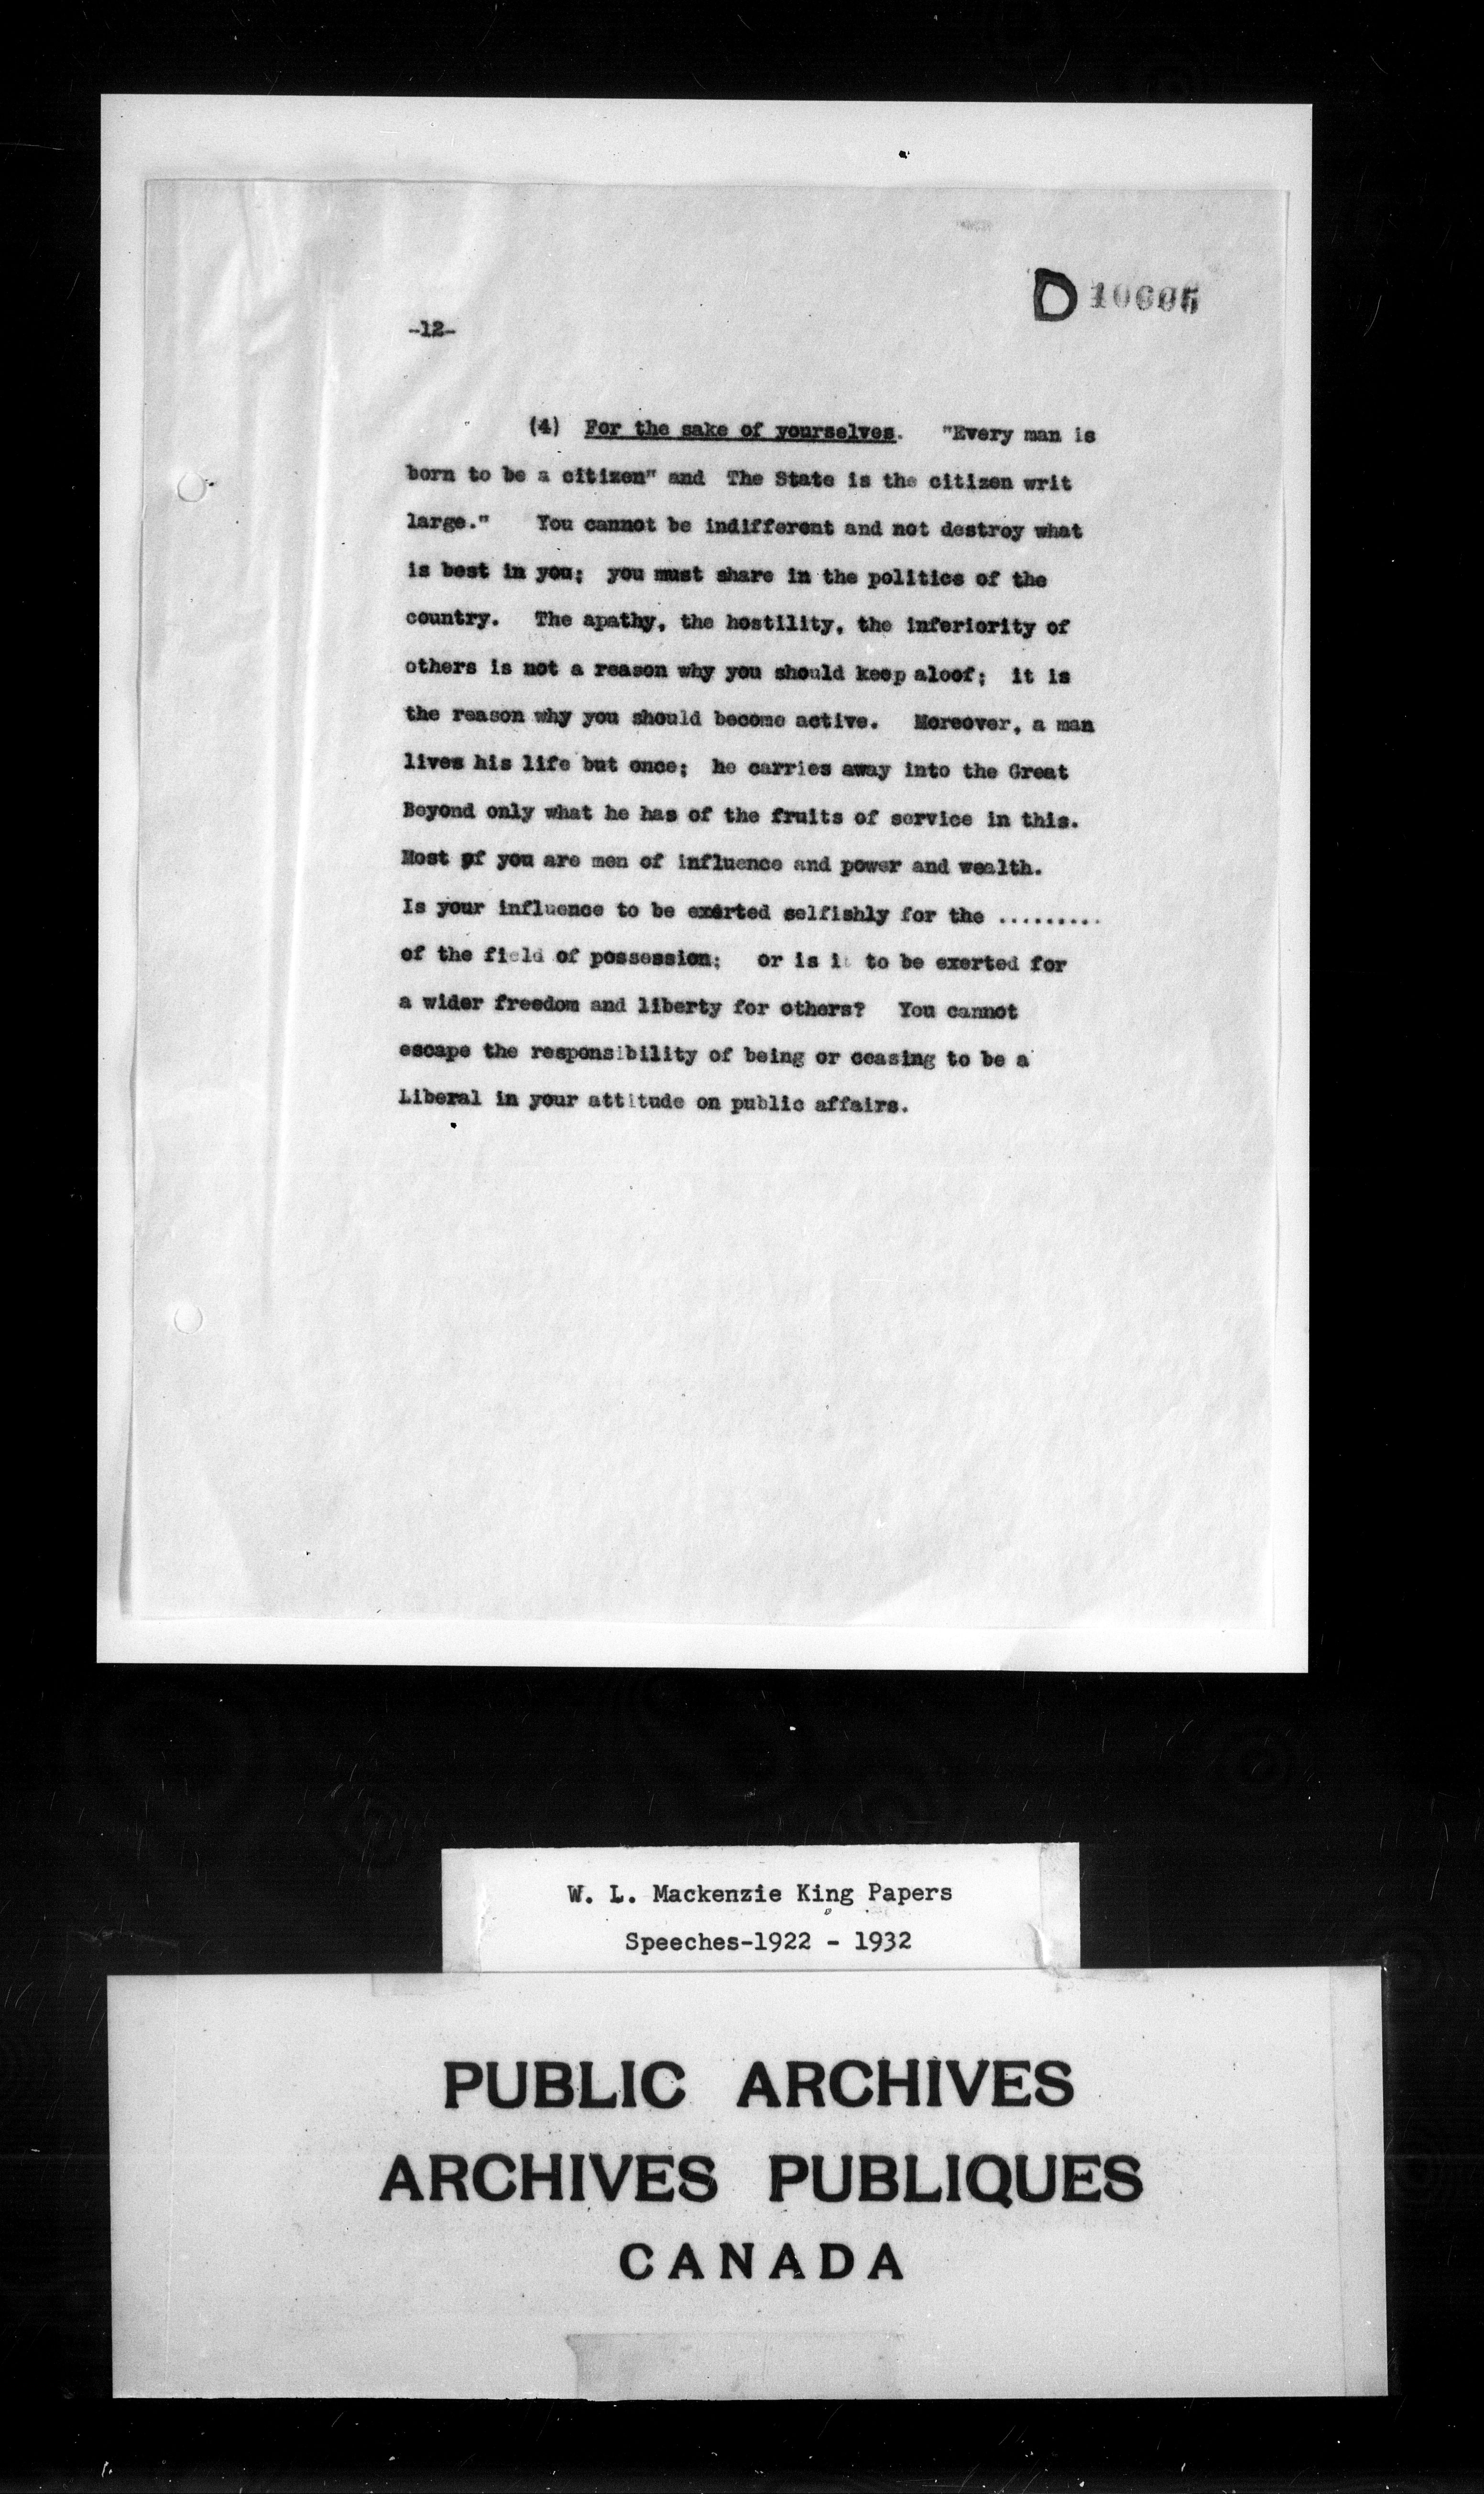 D 10605
-12-
(4) For the sake of yourselves. "Every man is
born to be a citizen" and The State is the citizen writ
large." You cannot be indifferent and not destroy what
is best in you; you must share in the politics of the
country. The apathy, the hostility, the inferiority of
others is not a reason why you should keep aloof; it is
the reason why you should become active. Moreover, a man
lives his life but once; he carries away into the Great
Beyond only what he has of the fruits of service in this.
Most of you are men of influence and power and wealth.
Is your influence to be exerted selfishly for the .........
of the field of possession; or is it to be exerted for
a wider freedom and liberty for others? You cannot
escape the responsibility of being or ceasing to be a
Liberal in your attitude on public affairs.
W. L. Mackenzie King Papers
Speeches-1922 - 1932
PUBLIC ARCHIVES
ARCHIVES PUBLIQUES
CANADA